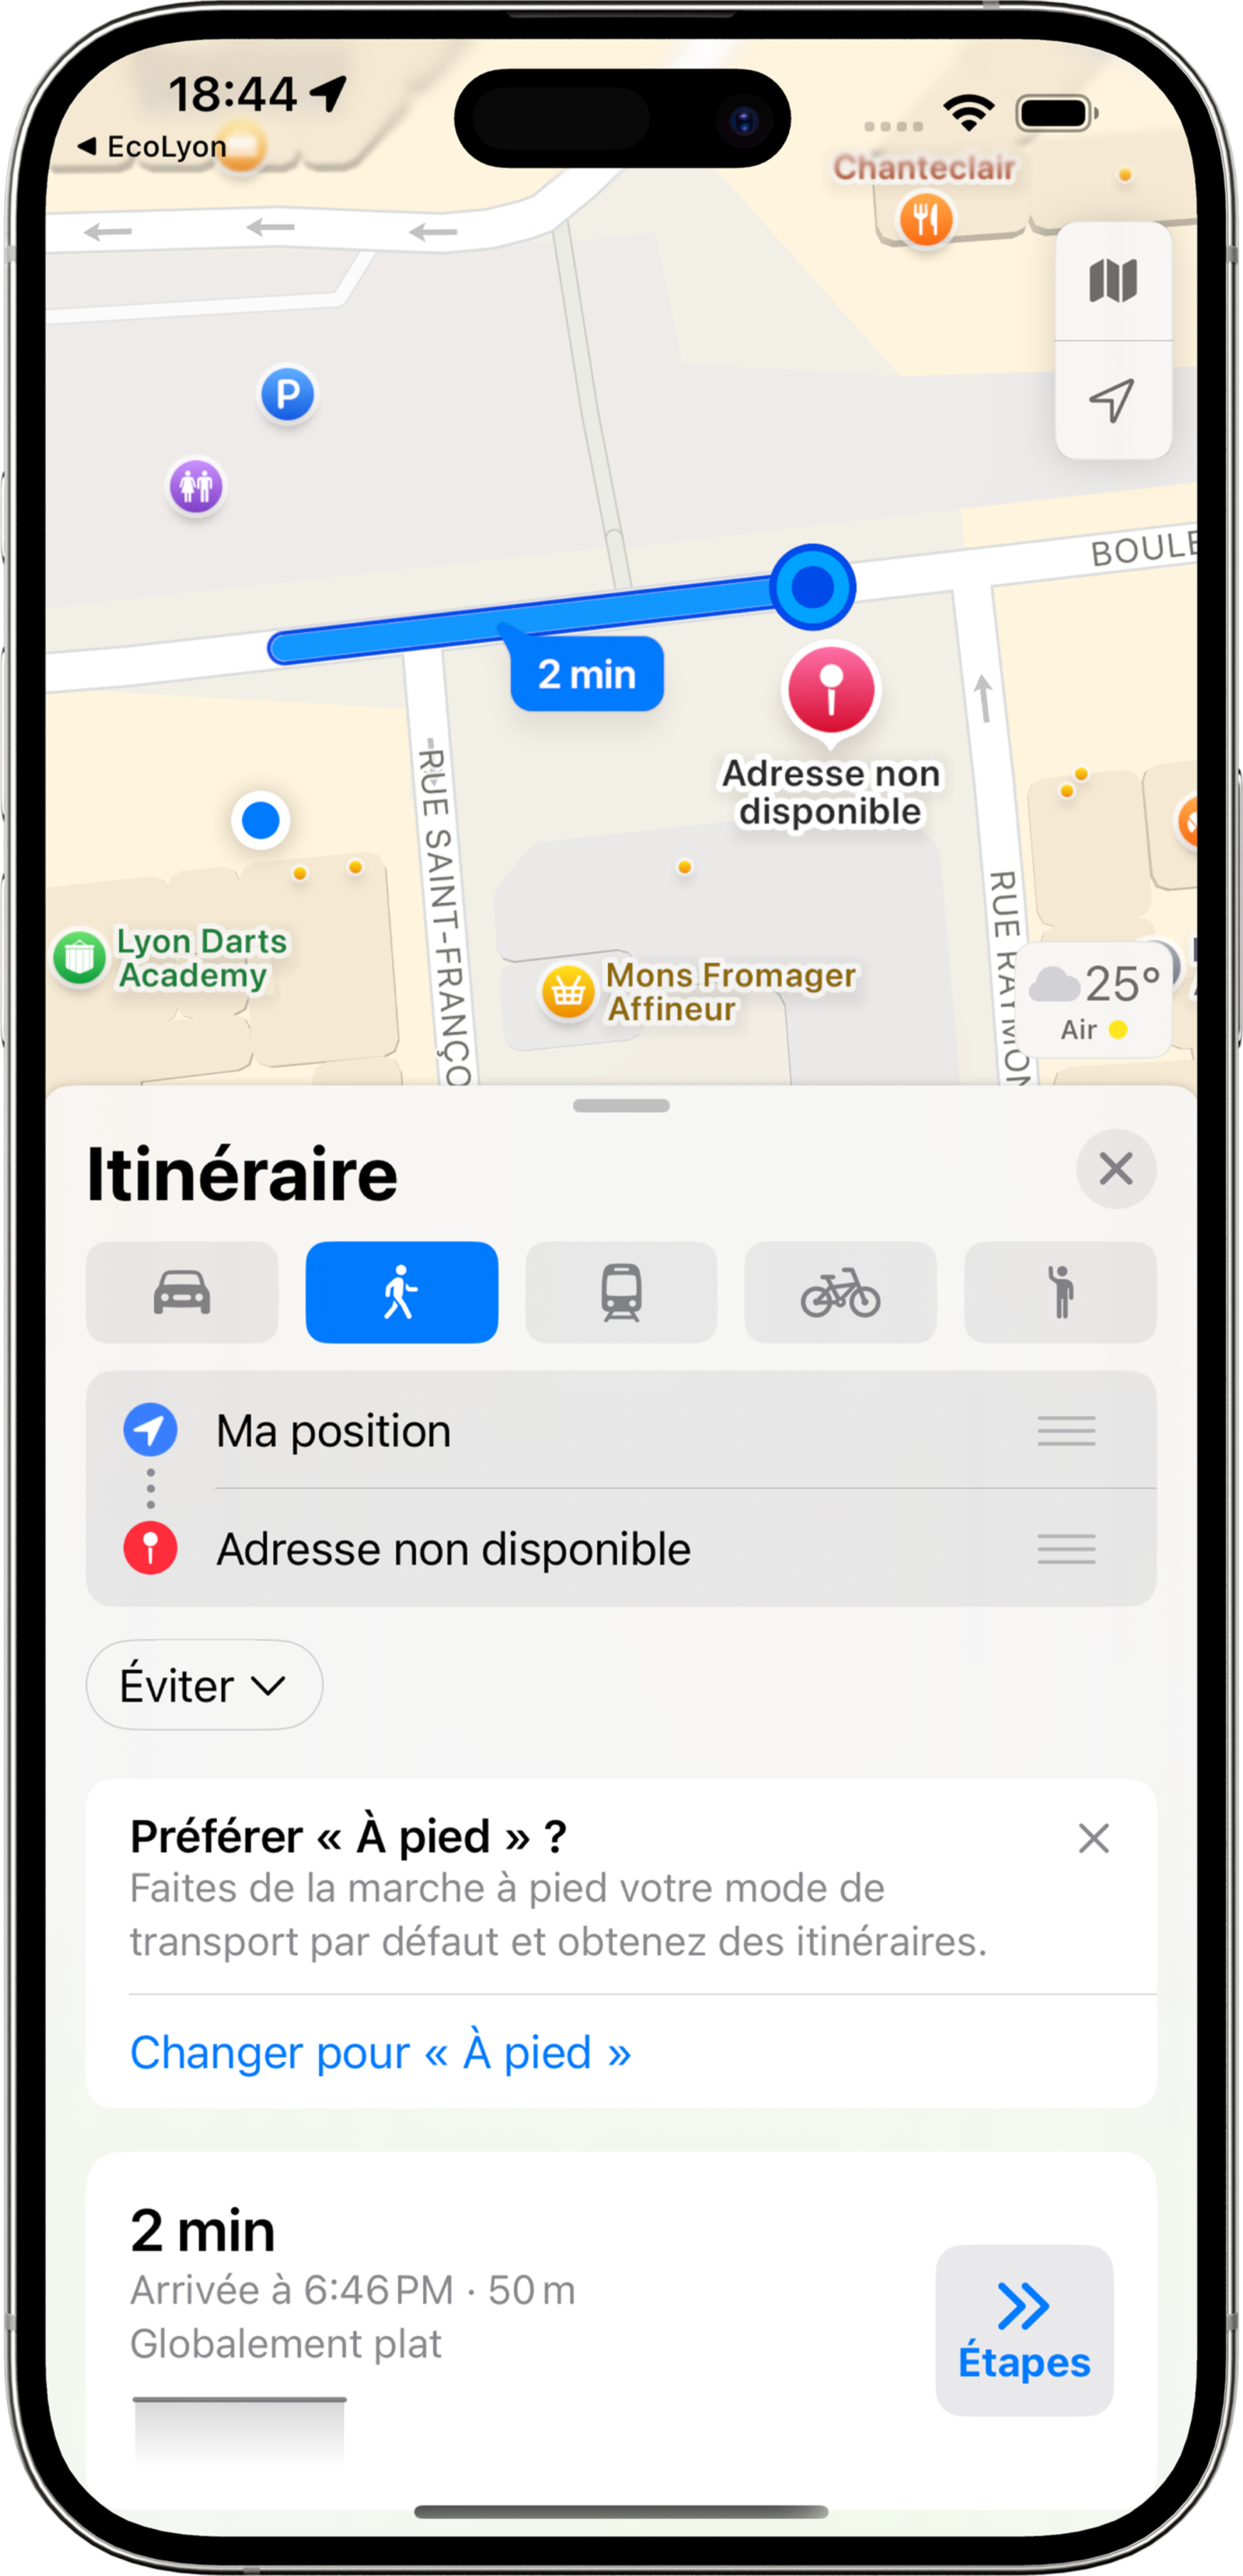 18:44
EcoLyon
Chanteclair
P
BOULE
2 min
Adresse non
disponible
RUE SAINT-FRANÇO
Lyon Darts
Academy
Mons Fromager
Affineur
RUE RAYMON
25°
Air
Itinéraire
Ma position
Adresse non disponible
Éviter
Préférer « À pied » ?
Faites de la marche à pied votre mode de
transport par défaut et obtenez des itinéraires.
Changer pour « À pied »
2 min
Arrivée à 6:46 PM · 50 m
Globalement plat
Étapes